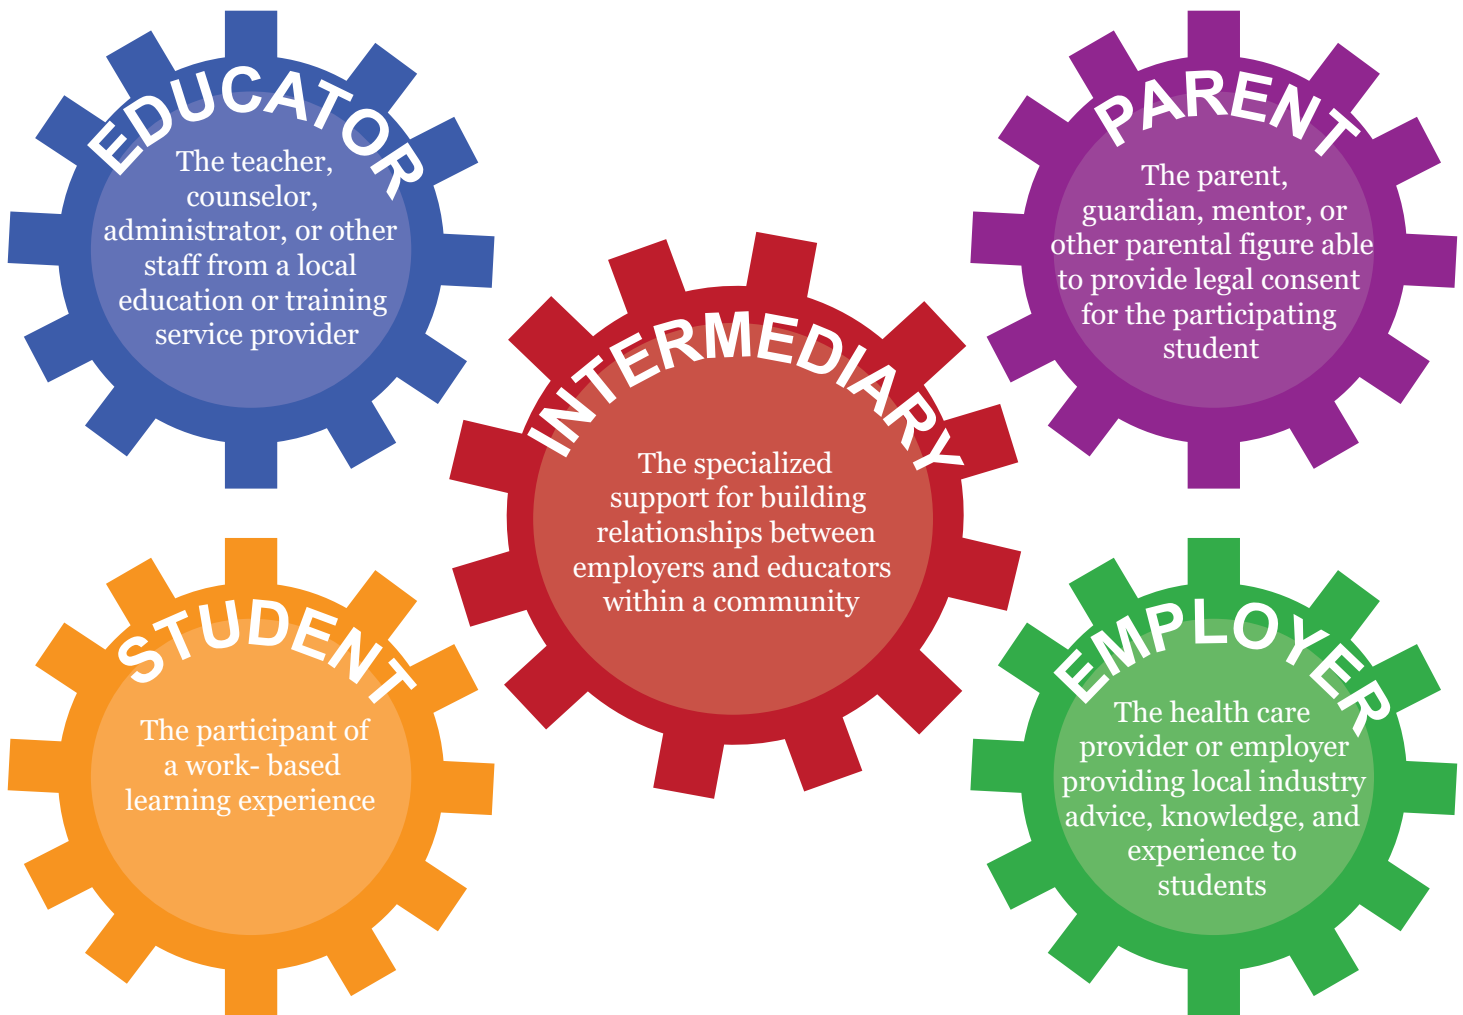 EDUCATOR
The teacher,
counselor,
administrator, or other
staff from a local
education or training
service provider
PARENT
The parent,
guardian, mentor, or
other parental figure able
to provide legal consent
for the participating
student
INTERMEDIARY
The specialized
support for building
relationships between
employers and educators
within a community
STUDENT
The participant of
a work- based
learning experience
EMPLOYER
The health care
provider or employer
providing local industry
advice, knowledge, and
experience to
students